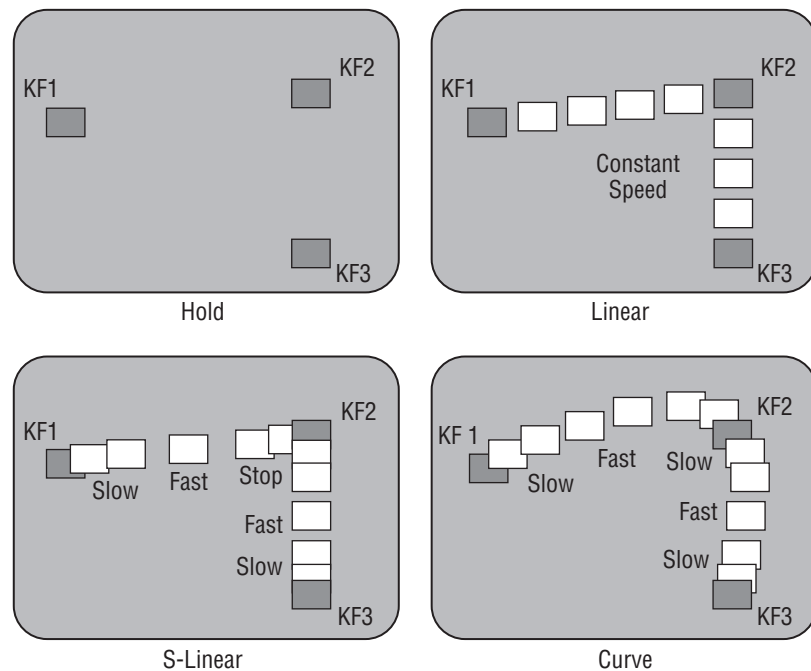 KF1
KF2
KF3
Hold
KF1
KF2
Constant
Speed
KF3
Linear
KF1
KF2
Slow
Fast
Stop
Fast
Slow
KF3
S-Linear
KF 1
KF2
Fast
Slow
Slow
Fast
Slow
KF3
Curve